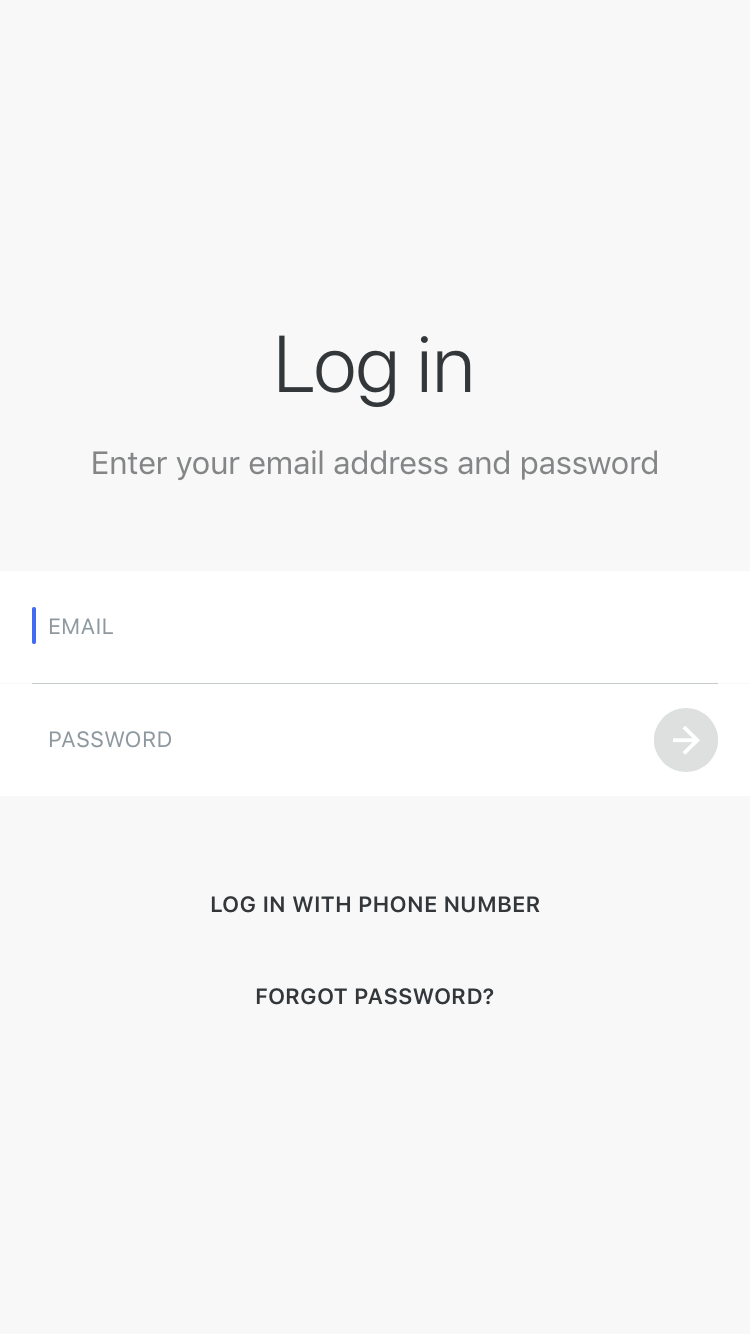 Log in
Enter your email address and password
EMAIL
PASSWORD
LOG IN WITH PHONE NUMBER
FORGOT PASSWORD?